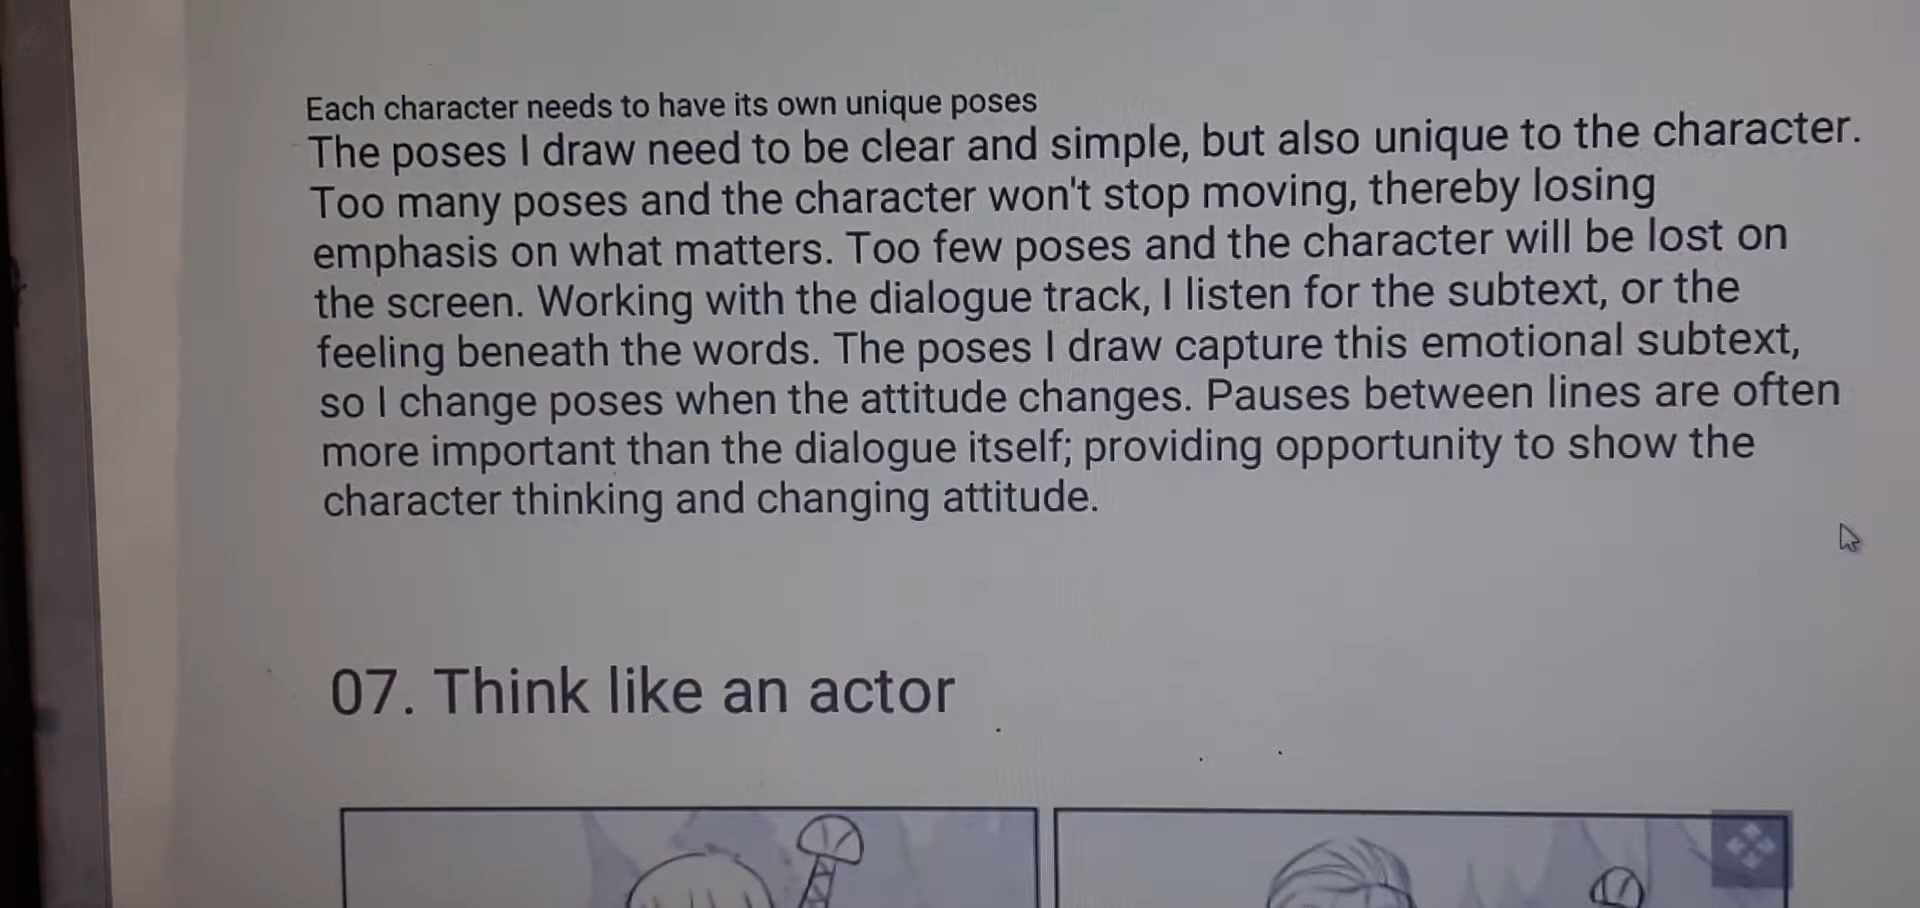 Each character needs to have its own unique poses
The poses I draw need to be clear and simple, but also unique to the character.
Too many poses and the character won't stop moving, thereby losing
emphasis on what matters. Too few poses and the character will be lost on
the screen. Working with the dialogue track, I listen for the subtext, or the
feeling beneath the words. The poses I draw capture this emotional subtext,
so I change poses when the attitude changes. Pauses between lines are often
more important than the dialogue itself; providing opportunity to show the
character thinking and changing attitude.
07. Think like an actor